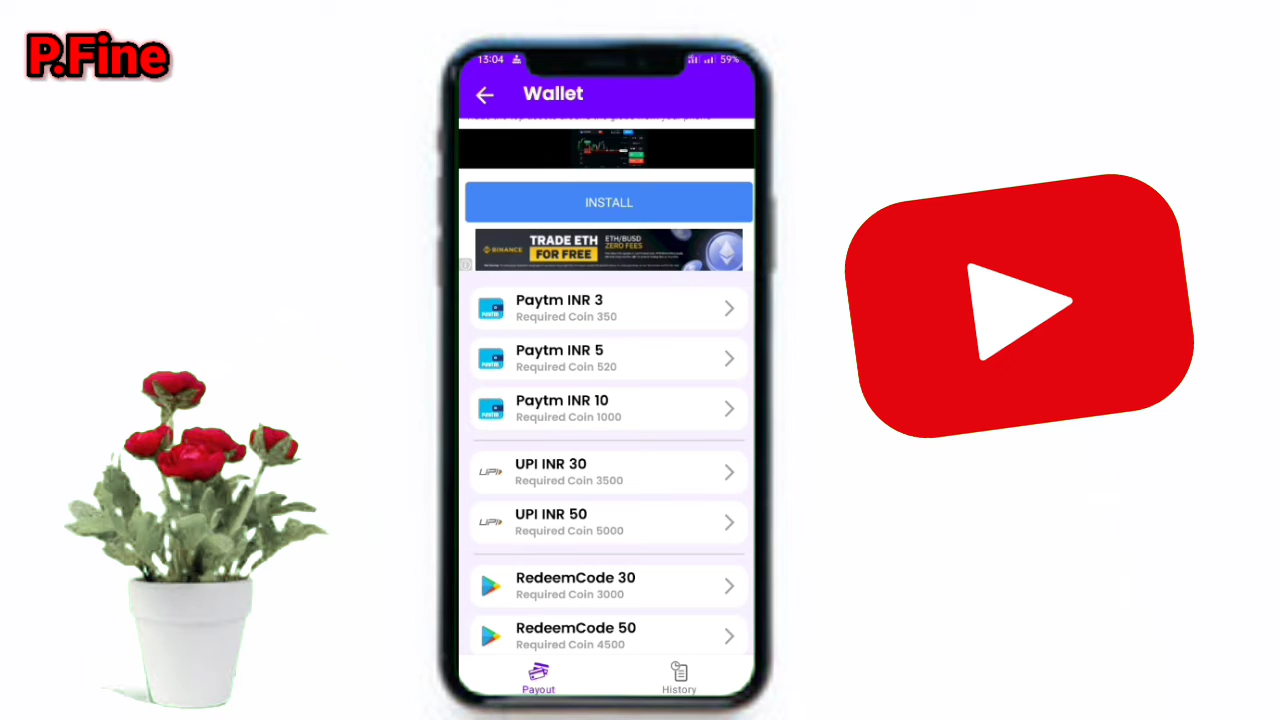 P.Fine
13:04
59%
Wallet
INSTALL
BINANCE
TRADE ETH
FOR FREE
ETH/BUSD
ZERO FEES
Paytm INR 3
Required Coin 350
Paytm INR 5
Required Coin 520
Paytm INR 10
Required Coin 1000
UPI INR 30
Required Coin 3500
UPI INR 50
Required Coin 5000
RedeemCode 30
Required Coin 3000
RedeemCode 50
Required Coin 4500
Payout
History